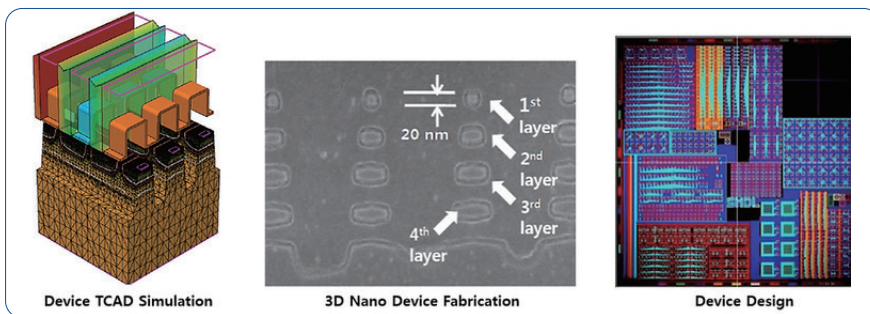 20 nm
1st
layer
2nd
layer
3rd
layer
4th
layer
SMDL
Device TCAD Simulation
3D Nano Device Fabrication
Device Design